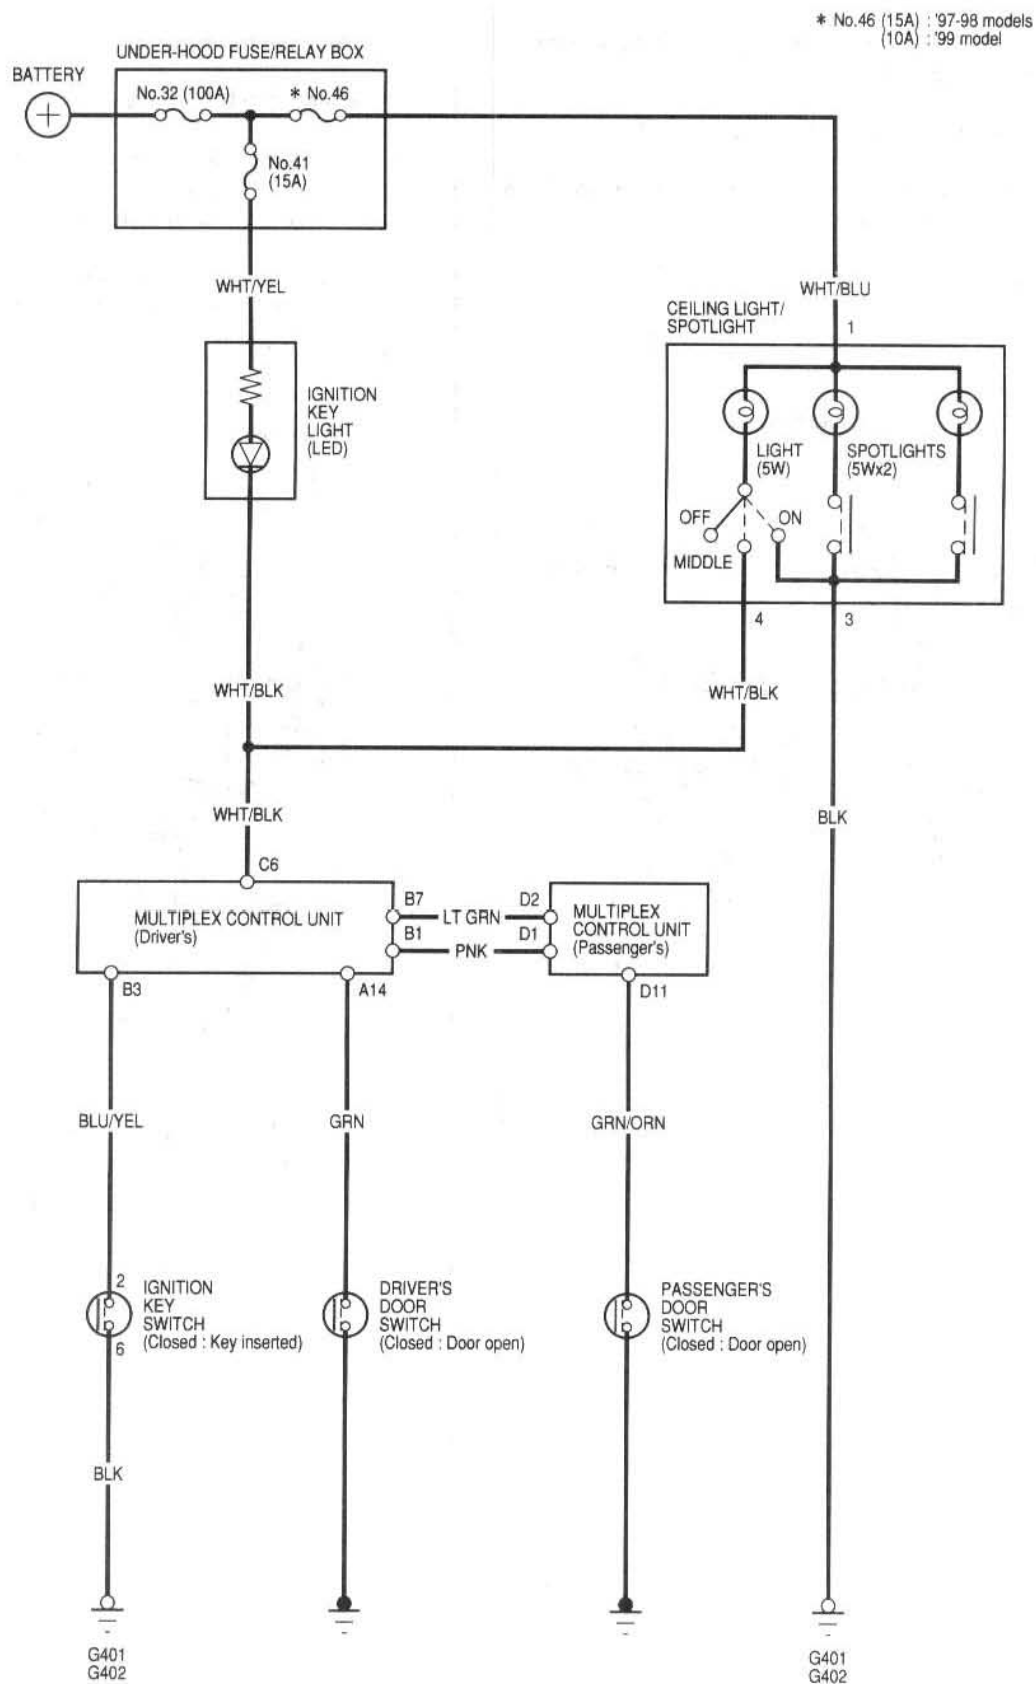 * No.46 (15A) : '97-98 models
(10A) : '99 model
UNDER-HOOD FUSE/RELAY BOX
BATTERY
No.32 (100A)
* No.46
No.41
(15A)
WHT/YEL
WHT/BLU
CEILING LIGHT/
SPOTLIGHT
1
IGNITION
KEY
LIGHT
(LED)
LIGHT
(5W)
SPOTLIGHTS
(5Wx2)
OFF
ON
MIDDLE
4
3
WHT/BLK
WHT/BLK
WHT/BLK
BLK
C6
MULTIPLEX CONTROL UNIT
(Driver's)
B7
LT GRN
D2
B1
PNK
D1
MULTIPLEX
CONTROL UNIT
(Passenger's)
B3
A14
D11
BLU/YEL
GRN
GRN/ORN
2
6
IGNITION
KEY
SWITCH
(Closed : Key inserted)
DRIVER'S
DOOR
SWITCH
(Closed : Door open)
PASSENGER'S
DOOR
SWITCH
(Closed : Door open)
BLK
G401
G402
G401
G402